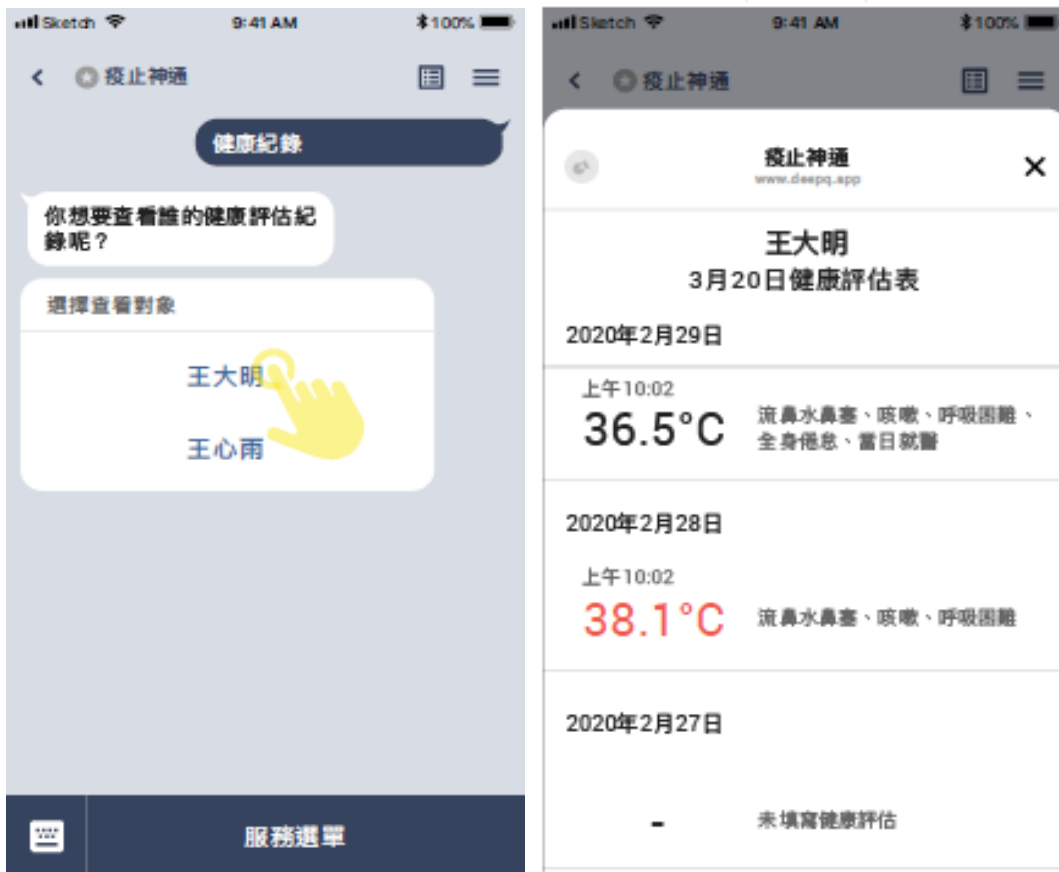 Sketch 9:41 AM 100%
疫止神通
健康紀錄
你想要查看誰的健康評估紀
錄呢？
選擇查看對象
王大明
王心雨
服務選單
Sketch 9:41 AM 100%
疫止神通
疫止神通
www.deepq.app
王大明
3月20日健康評估表
2020年2月29日
上午10:02
36.5°C
流鼻水鼻塞、咳嗽、呼吸困難、
全身倦怠、當日就醫
2020年2月28日
上午10:02
38.1°C
流鼻水鼻塞、咳嗽、呼吸困難
2020年2月27日
-
未填寫健康評估